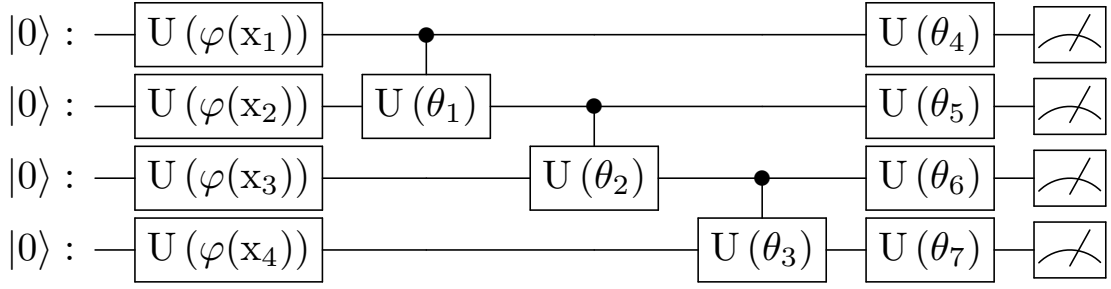 |0⟩ : U (φ(x₁)) U (θ₄)
|0⟩ : U (φ(x₂)) U (θ₁) U (θ₅)
|0⟩ : U (φ(x₃)) U (θ₂) U (θ₆)
|0⟩ : U (φ(x₄)) U (θ₃) U (θ₇)